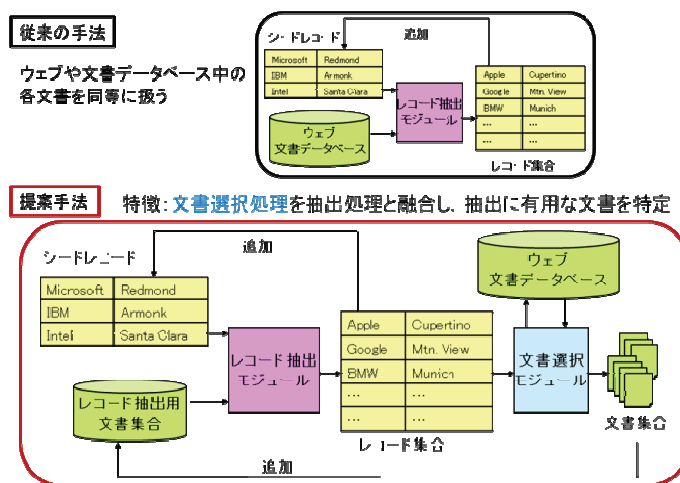 従来の手法
ウェブや文書データベース中の
各文書を同等に扱う
シードレコード
追加
Microsoft Redmond
IBM Armonk
Intel Santa Clara
レコード抽出
モジュール
Apple Cupertino
Google Mtn. View
BMW Munich
... ...
... ...
ウェブ
文書データベース
レコード集合
提案手法
特徴：文書選択処理を抽出処理と融合し、抽出に有用な文書を特定
シードレコード
追加
Microsoft Redmond
IBM Armonk
Intel Santa Clara
レコード抽出
モジュール
Apple Cupertino
Google Mtn. View
BMW Munich
... ...
... ...
ウェブ
文書データベース
文書選択
モジュール
レコード抽出用
文書集合
レコード集合
文書集合
追加